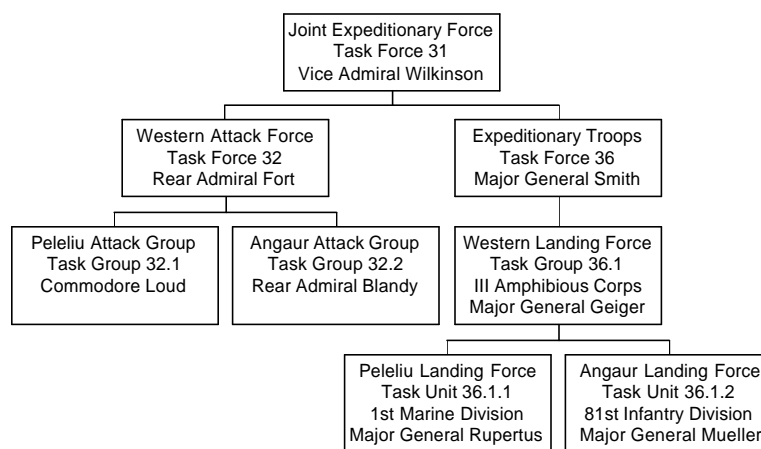 Joint Expeditionary Force
Task Force 31
Vice Admiral Wilkinson
Western Attack Force
Task Force 32
Rear Admiral Fort
Expeditionary Troops
Task Force 36
Major General Smith
Peleliu Attack Group
Task Group 32.1
Commodore Loud
Angaur Attack Group
Task Group 32.2
Rear Admiral Blandy
Western Landing Force
Task Group 36.1
III Amphibious Corps
Major General Geiger
Peleliu Landing Force
Task Unit 36.1.1
1st Marine Division
Major General Rupertus
Angaur Landing Force
Task Unit 36.1.2
81st Infantry Division
Major General Mueller